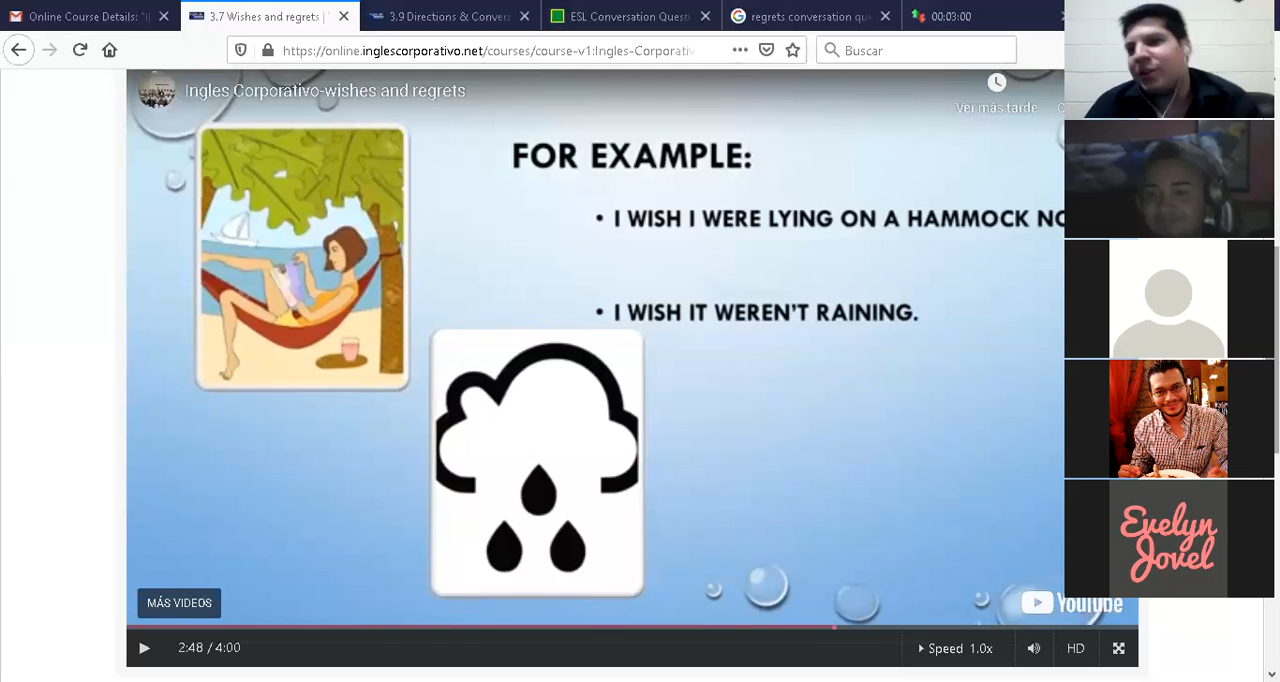 Online Course Details: "I
3.7 Wishes and regrets |
3.9 Directions & Convers
ESL Conversation Questi
regrets conversation que
00:03:00
https://online.inglescorporativo.net/courses/course-v1:Ingles-Corporativ
Buscar
Ingles Corporativo-wishes and regrets
Ver más tarde
FOR EXAMPLE:
• I WISH I WERE LYING ON A HAMMOCK NO
• I WISH IT WEREN'T RAINING.
Evelyn
Jovel
MÁS VIDEOS
YouTube
2:48 / 4:00
Speed 1.0x
HD